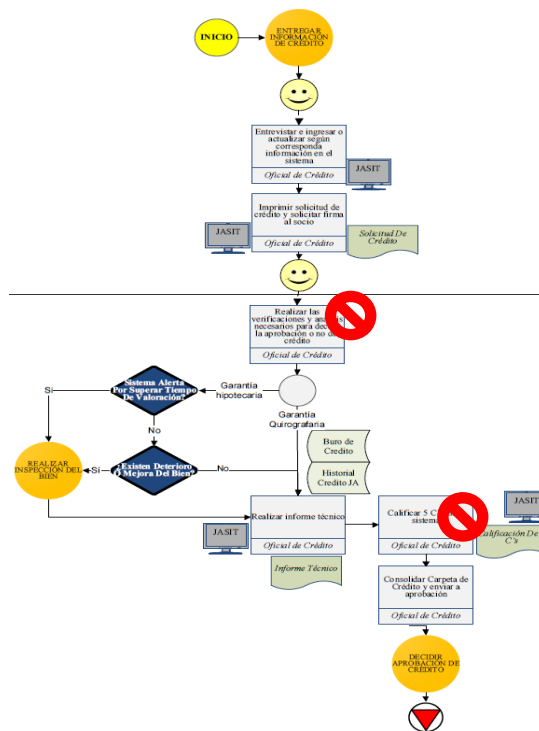 INICIO
ENTREGAR
INFORMACIÓN
DE CRÉDITO
Entrevistar e ingresar o
actualizar según
corresponda
información en el
sistema
Oficial de Crédito
JASIT
Imprimir solicitud de
crédito y solicitar firma
al socio
Oficial de Crédito
JASIT
Solicitud De
Crédito
Realizar las
verificaciones y
necesarios para
la aprobación o no
crédito
Oficial de Crédito
Sistema Alerta
Por Superar Tiempo
De Valoración?
Si
Garantía
hipotecaria
Garantía
Quirografaria
No
¿Existen Deterioro
O Mejora Del Bien?
Si
No
REALIZAR
INSPECCIÓN DEL
BIEN
Buro de
Credito
Historial
Credito JA
Realizar informe técnico
Oficial de Crédito
JASIT
Informe Técnico
Calificar 5
sistema
Oficial de Crédito
JASIT
C's
Consolidar Carpeta de
Crédito y enviar a
aprobación
Oficial de Crédito
DECIDIR
APROBACIÓN DE
CRÉDITO